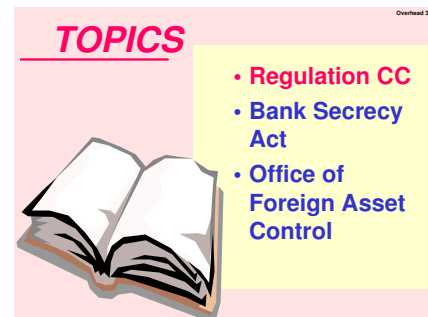 Overhead 3
TOPICS
• Regulation CC
• Bank Secrecy
Act
• Office of
Foreign Asset
Control